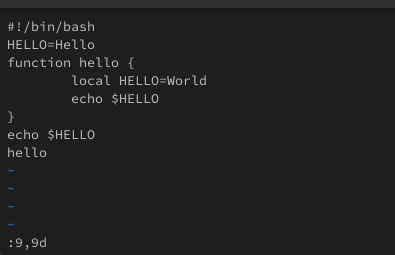 #!/bin/bash
HELLO=Hello
function hello {
        local HELLO=World
        echo $HELLO
}
echo $HELLO
hello
~
~
~
~
:9,9d